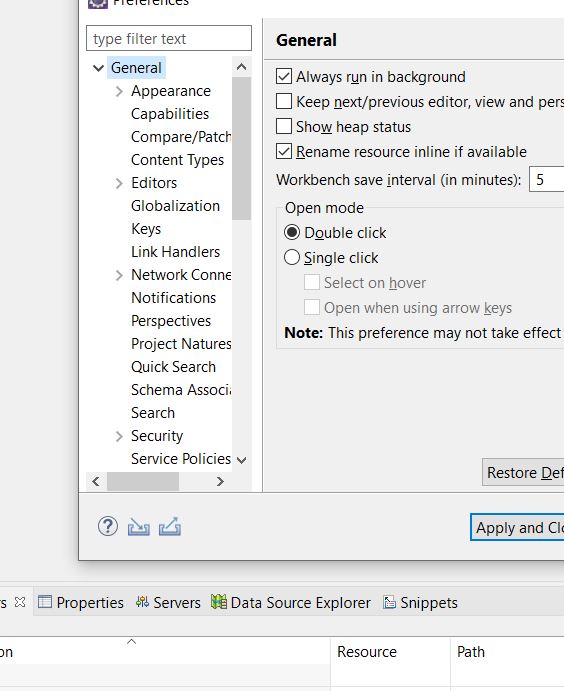 Preferences
type filter text
General
Appearance
Capabilities
Compare/Patch
Content Types
Editors
Globalization
Keys
Link Handlers
Network Conne
Notifications
Perspectives
Project Natures
Quick Search
Schema Associa
Search
Security
Service Policies
General
Always run in background
Keep next/previous editor, view and pers
Show heap status
Rename resource inline if available
Workbench save interval (in minutes): 5
Open mode
Double click
Single click
Select on hover
Open when using arrow keys
Note: This preference may not take effect
Restore Def
Apply and Clo
rs Properties Servers Data Source Explorer Snippets
on Resource Path